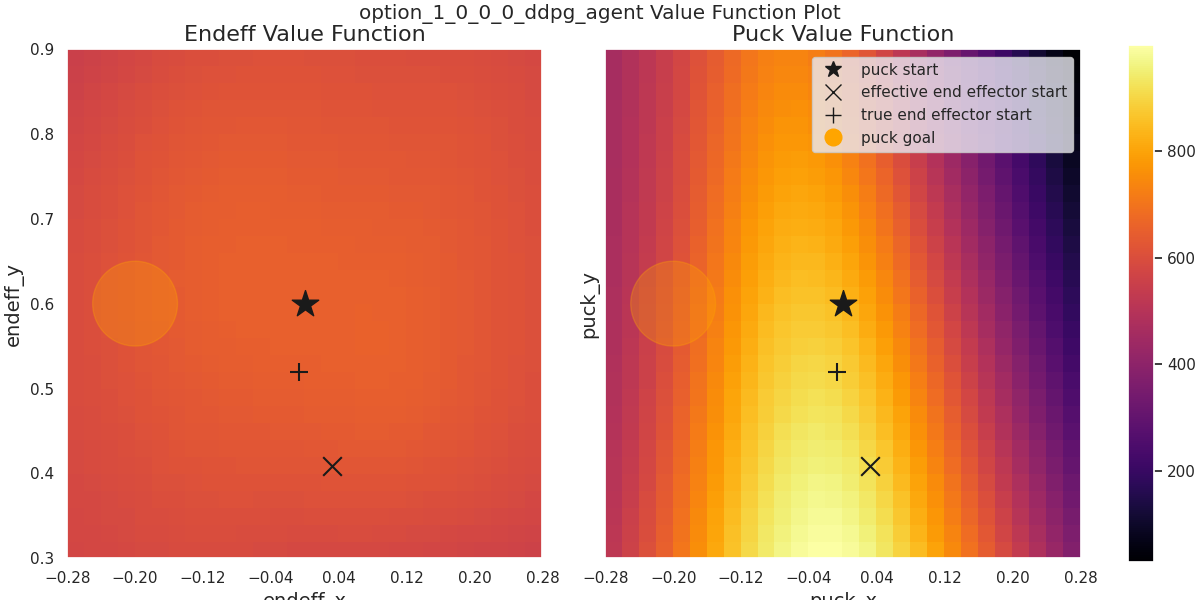 option_1_0_0_0_ddpg_agent Value Function Plot
Endeff Value Function
Puck Value Function
0.9
0.8
0.7
0.6
0.5
0.4
0.3
endeff_y
−0.28 −0.20 −0.12 −0.04 0.04 0.12 0.20 0.28
endeff_x
puck_y
puck start
effective end effector start
true end effector start
puck goal
−0.28 −0.20 −0.12 −0.04 0.04 0.12 0.20 0.28
puck_x
800
600
400
200